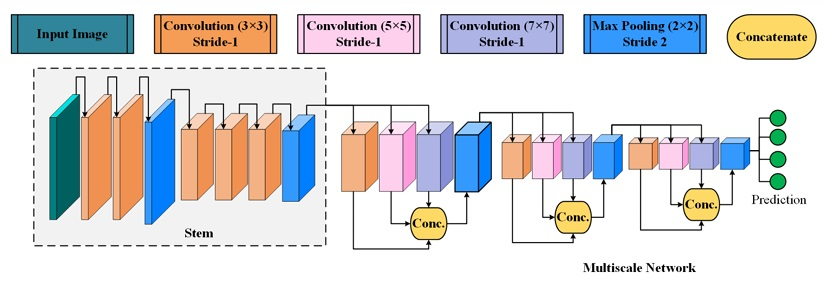 Input Image
Convolution (3×3)
Stride-1
Convolution (5×5)
Stride-1
Convolution (7×7)
Stride-1
Max Pooling (2×2)
Stride 2
Concatenate
Stem
Conc.
Conc.
Conc.
Prediction
Multiscale Network